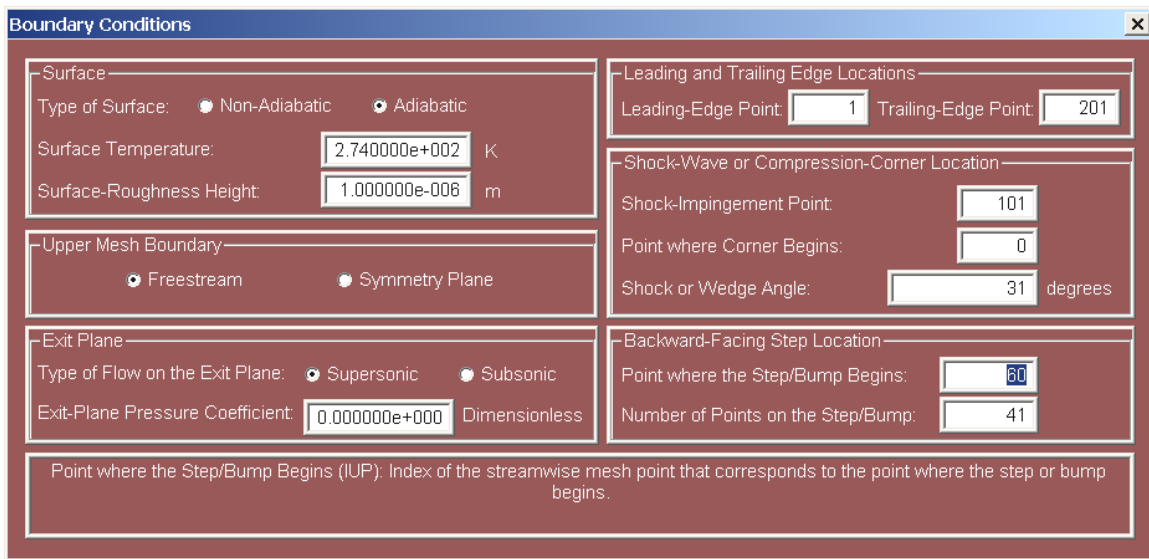 Boundary Conditions
Surface
Type of Surface: Non-Adiabatic Adiabatic
Surface Temperature: 2.740000e+002 K
Surface-Roughness Height: 1.000000e-006 m
Upper Mesh Boundary
Freestream Symmetry Plane
Exit Plane
Type of Flow on the Exit Plane: Supersonic Subsonic
Exit-Plane Pressure Coefficient: 0.000000e+000 Dimensionless
Leading and Trailing Edge Locations
Leading-Edge Point: 1 Trailing-Edge Point: 201
Shock-Wave or Compression-Corner Location
Shock-Impingement Point: 101
Point where Corner Begins: 0
Shock or Wedge Angle: 31 degrees
Backward-Facing Step Location
Point where the Step/Bump Begins: 60
Number of Points on the Step/Bump: 41
Point where the Step/Bump Begins (IUP): Index of the streamwise mesh point that corresponds to the point where the step or bump
begins.